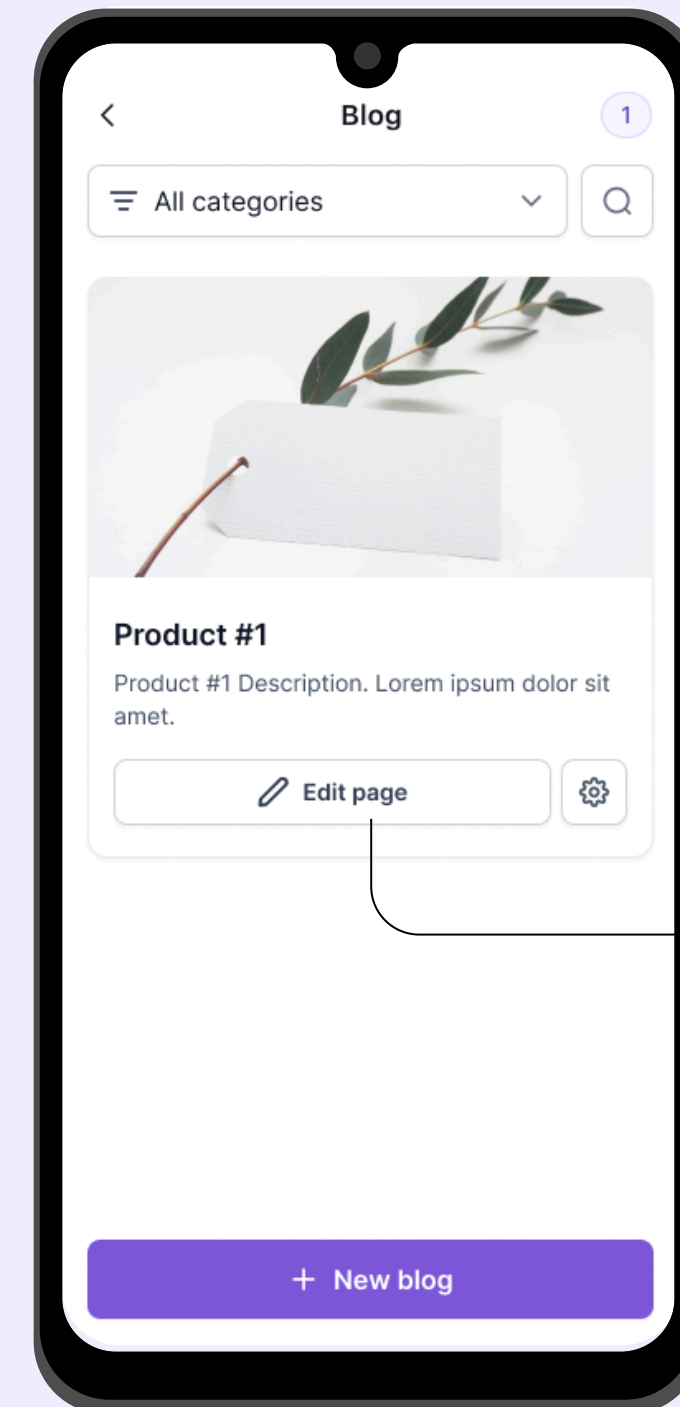 Blog
1
All categories
Product #1
Product #1 Description. Lorem ipsum dolor sit
amet.
Edit page
New blog